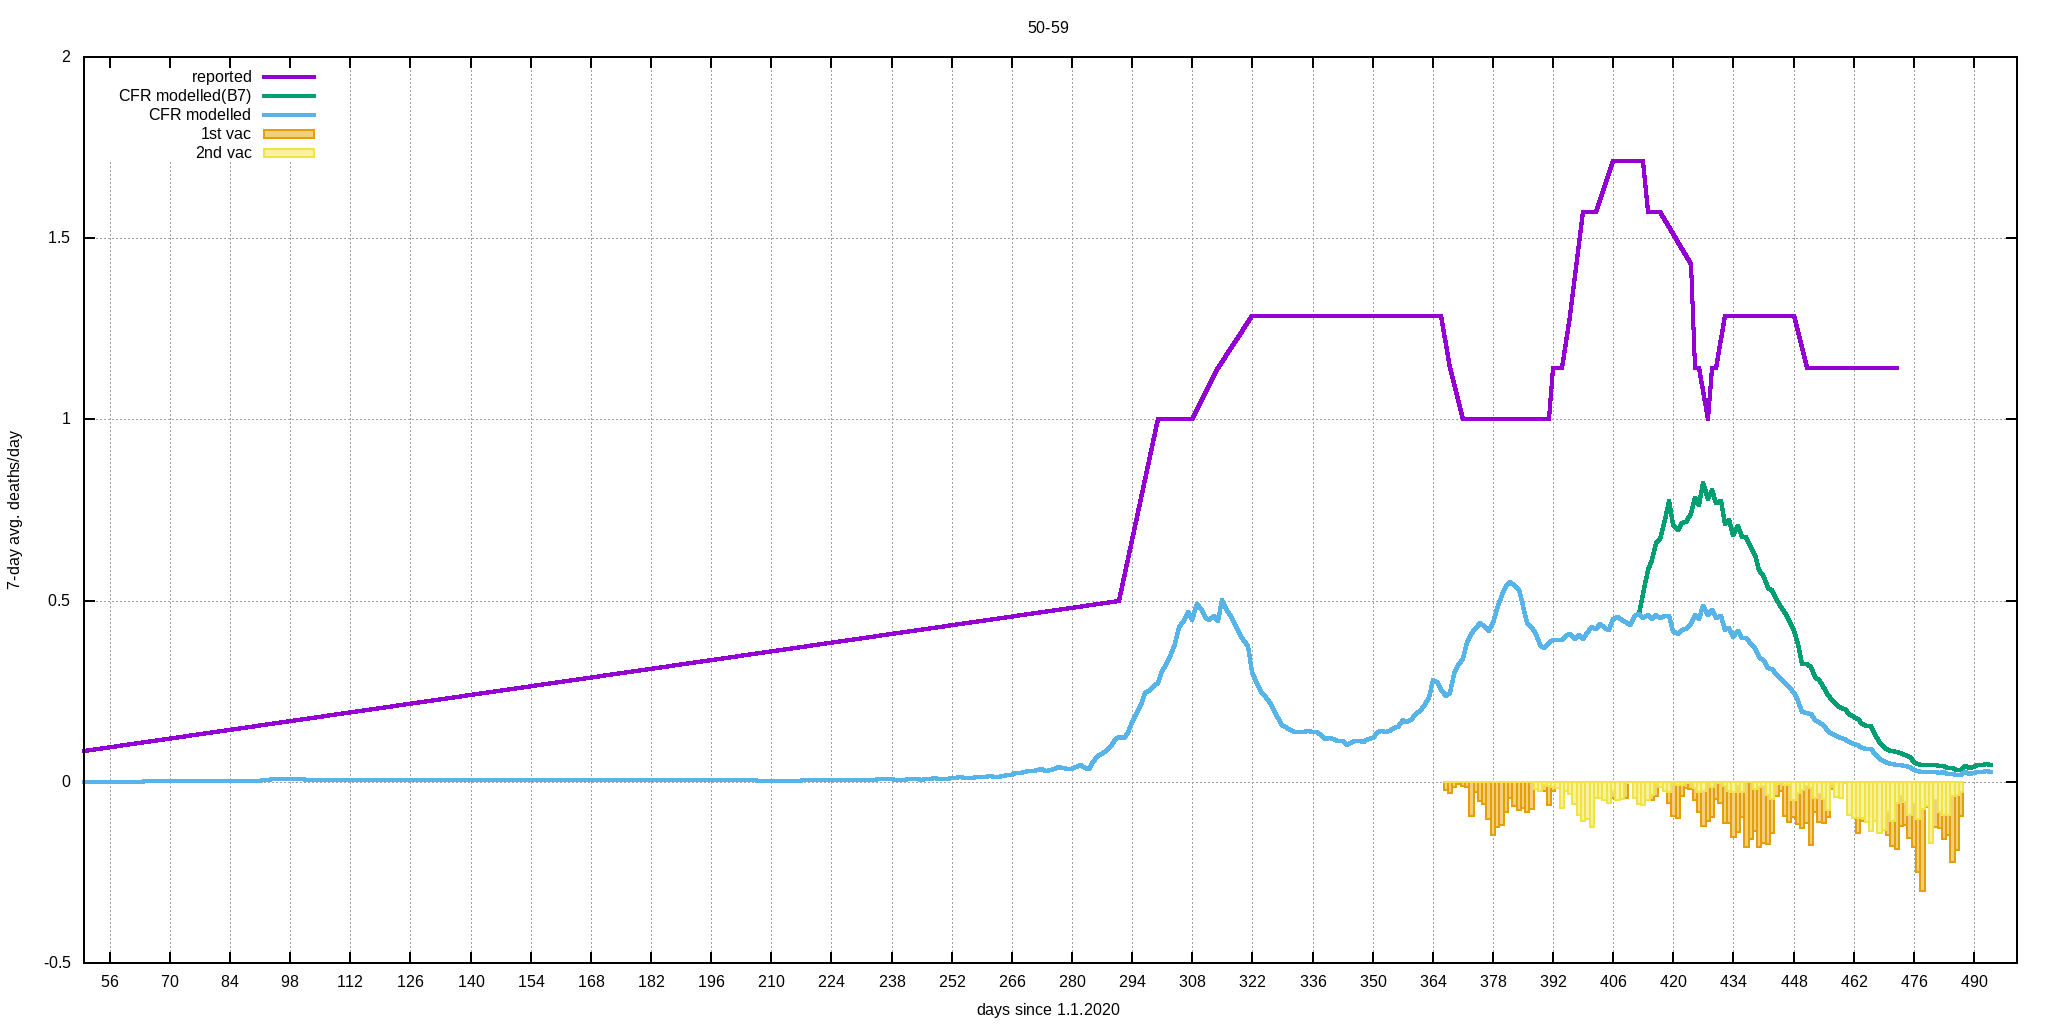 50-59
2
1.5
1
0.5
0
-0.5
7-day avg. deaths/day
reported
CFR modelled(B7)
CFR modelled
1st vac
2nd vac
56 70 84 98 112 126 140 154 168 182 196 210 224 238 252 266 280 294 308 322 336 350 364 378 392 406 420 434 448 462 476 490
days since 1.1.2020